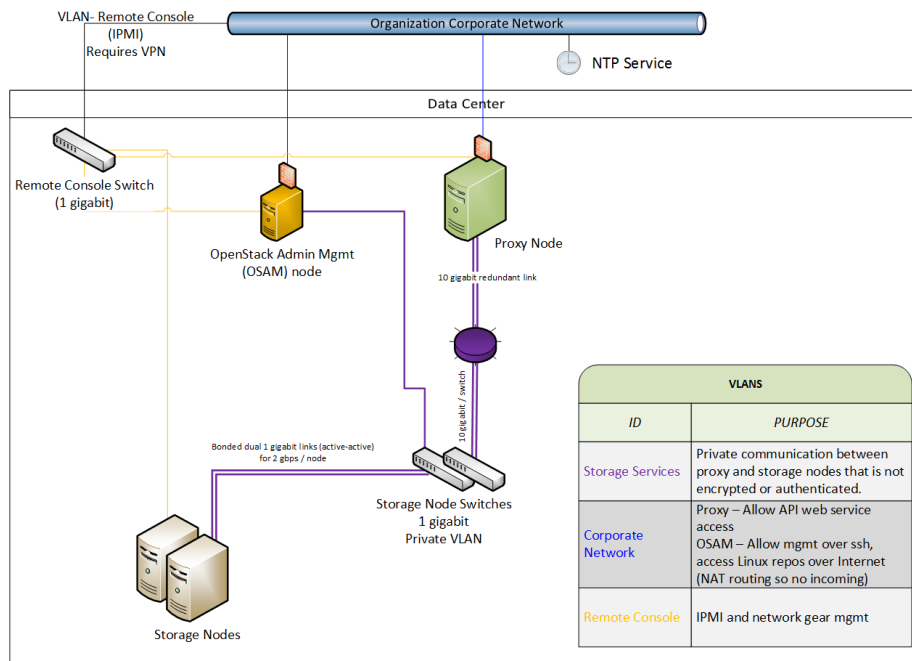 VLAN- Remote Console
(IPMI)
Requires VPN
Organization Corporate Network
NTP Service
Data Center
Remote Console Switch
(1 gigabit)
OpenStack Admin Mgmt
(OSAM) node
Proxy Node
10 gigabit redundant link
10 gigabit / switch
Bonded dual 1 gigabit links (active-active)
for 2 gbps / node
Storage Node Switches
1 gigabit
Private VLAN
Storage Nodes
VLANS
ID
PURPOSE
Storage Services
Private communication between
proxy and storage nodes that is not
encrypted or authenticated.
Corporate
Network
Proxy – Allow API web service
access
OSAM – Allow mgmt over ssh,
access Linux repos over Internet
(NAT routing so no incoming)
Remote Console
IPMI and network gear mgmt